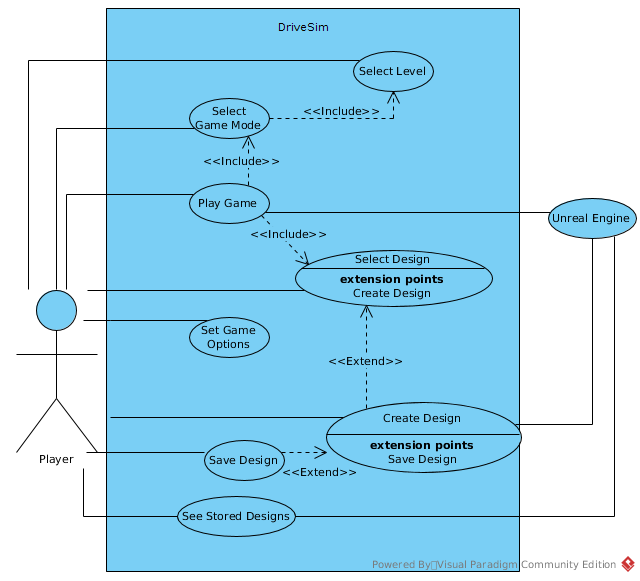 DriveSim
Select Level
Select
Game Mode
<<Include>>
<<Include>>
Play Game
Unreal Engine
<<Include>>
Select Design
extension points
Create Design
Set Game
Options
<<Extend>>
Create Design
extension points
Save Design
Player
Save Design
<<Extend>>
See Stored Designs
Powered By Visual Paradigm Community Edition